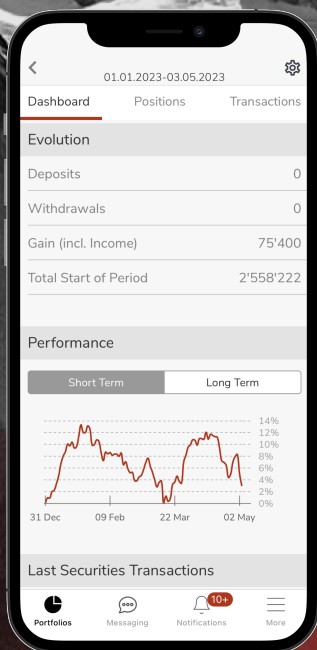 01.01.2023-03.05.2023
Dashboard Positions Transactions
Evolution
Deposits 0
Withdrawals 0
Gain (incl. Income) 75'400
Total Start of Period 2'558'222
Performance
Short Term Long Term
14%
12%
10%
8%
6%
4%
2%
0%
31 Dec 09 Feb 22 Mar 02 May
Last Securities Transactions
10+
Portfolios Messaging Notifications More